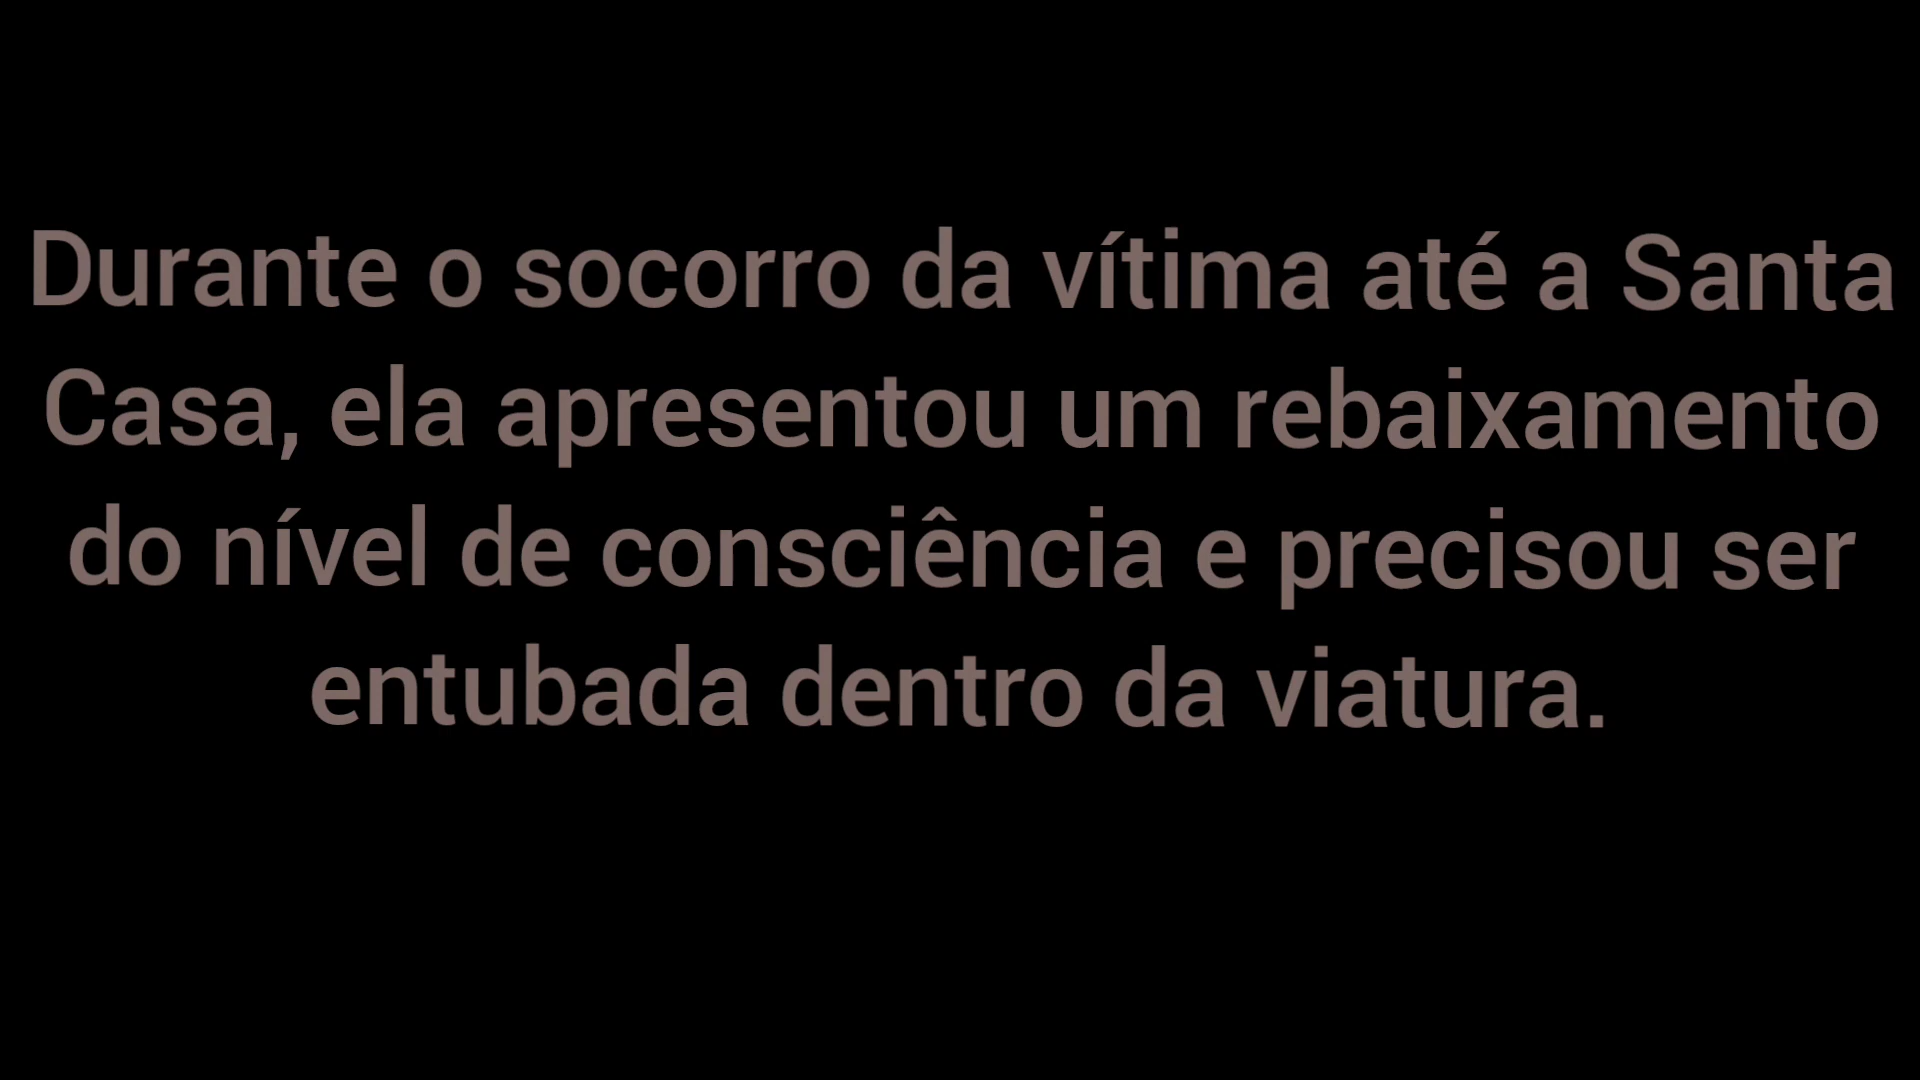 Durante o socorro da vítima até a Santa
Casa, ela apresentou um rebaixamento
do nível de consciência e precisou ser
entubada dentro da viatura.